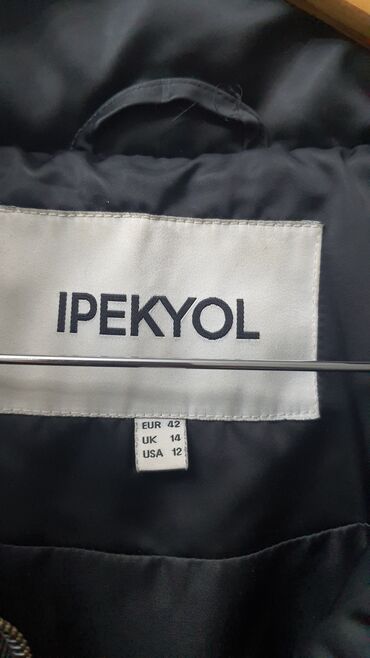 IPEKYOL
EUR 42
UK 14
USA 12